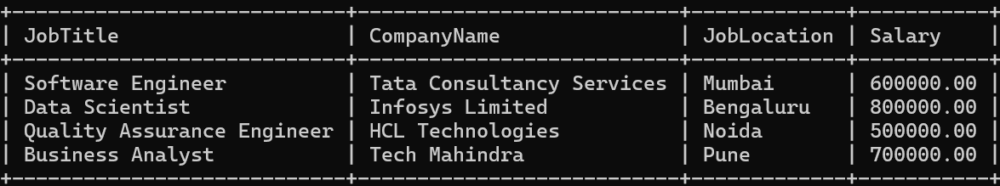 +----------------------------+---------------------------+-------------+-----------+
| JobTitle                   | CompanyName               | JobLocation | Salary    |
+----------------------------+---------------------------+-------------+-----------+
| Software Engineer          | Tata Consultancy Services | Mumbai      | 600000.00 |
| Data Scientist             | Infosys Limited           | Bengaluru   | 800000.00 |
| Quality Assurance Engineer | HCL Technologies          | Noida       | 500000.00 |
| Business Analyst           | Tech Mahindra             | Pune        | 700000.00 |
+----------------------------+---------------------------+-------------+-----------+